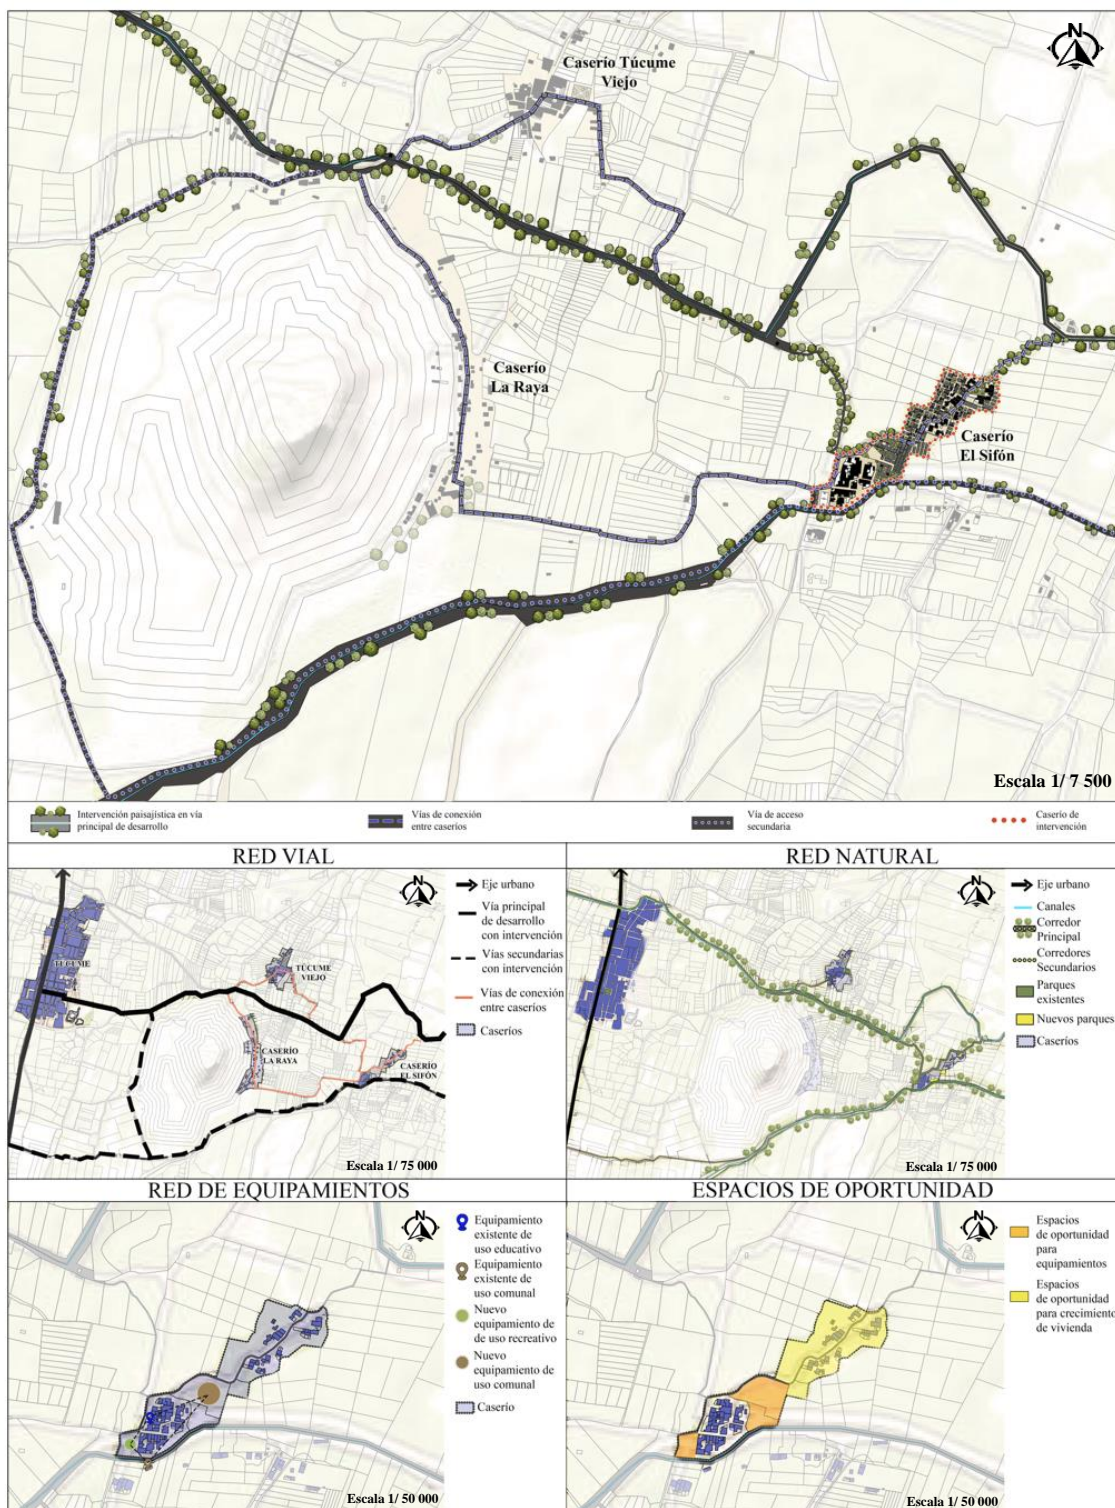 N
Caserío Túcume
Viejo
Caserío
La Raya
Caserío
El Sifón
Escala 1/ 7 500
Intervención paisajística en vía
principal de desarrollo
Vías de conexión
entre caseríos
Vía de acceso
secundaria
Caserío de
intervención
RED VIAL
N
TÚCUME
TÚCUME
VIEJO
CASERÍO
LA RAYA
CASERÍO
EL SIFÓN
Escala 1/ 75 000
Eje urbano
Vía principal
de desarrollo
con intervención
Vías secundarias
con intervención
Vías de conexión
entre caseríos
Caseríos
RED NATURAL
N
Escala 1/ 75 000
Eje urbano
Canales
Corredor
Principal
Corredores
Secundarios
Parques
existentes
Nuevos parques
Caseríos
RED DE EQUIPAMIENTOS
N
Escala 1/ 50 000
Equipamiento
existente de
uso educativo
Equipamiento
existente de
uso comunal
Nuevo
equipamiento de
de uso recreativo
Nuevo
equipamiento de
uso comunal
Caserío
ESPACIOS DE OPORTUNIDAD
N
Escala 1/ 50 000
Espacios
de oportunidad
para
equipamientos
Espacios
de oportunidad
para crecimiento
de vivienda